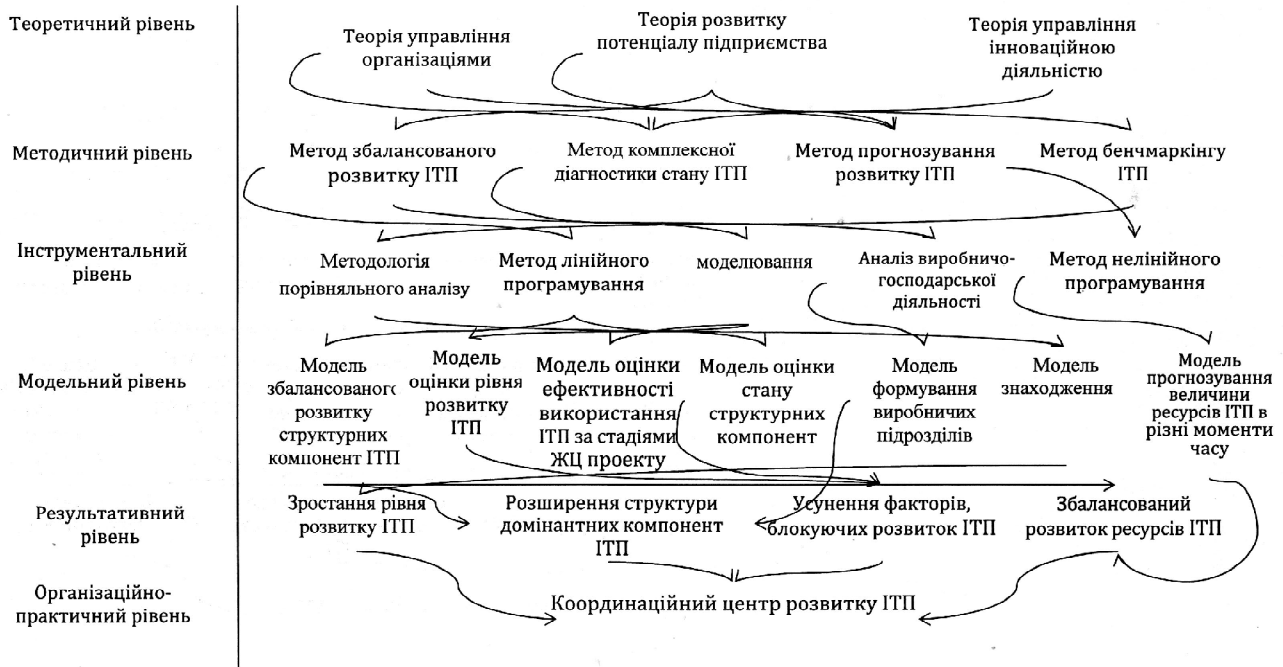 Теоретичний рівень
Теорія управління
організаціями
Теорія розвитку
потенціалу підприємства
Теорія управління
інноваційною
діяльністю
Методичний рівень
Метод збалансованого
розвитку ІТП
Метод комплексної
діагностики стану ІТП
Метод прогнозування
розвитку ІТП
Метод бенчмаркінгу
ІТП
Інструментальний
рівень
Методологія
порівняльного аналізу
Метод лінійного
програмування
моделювання
Аналіз виробничо-
господарської
діяльності
Метод нелінійного
програмування
Модельний рівень
Модель
збалансованого
розвитку
структурних
компонент ІТП
Модель
оцінки рівня
розвитку
ІТП
Модель оцінки
ефективності
використання
ІТП за стадіями
ЖЦ проекту
Модель оцінки
стану
структурних
компонент
Модель
формування
виробничих
підрозділів
Модель
знаходження
Модель
прогнозування
величини
ресурсів ІТП в
різні моменти
часу
Результативний
рівень
Зростання рівня
розвитку ІТП
Розширення структури
домінантних компонент
ІТП
Усунення факторів,
блокуючих розвиток ІТП
Збалансований
розвиток ресурсів ІТП
Організаційно-
практичний рівень
Координаційний центр розвитку ІТП